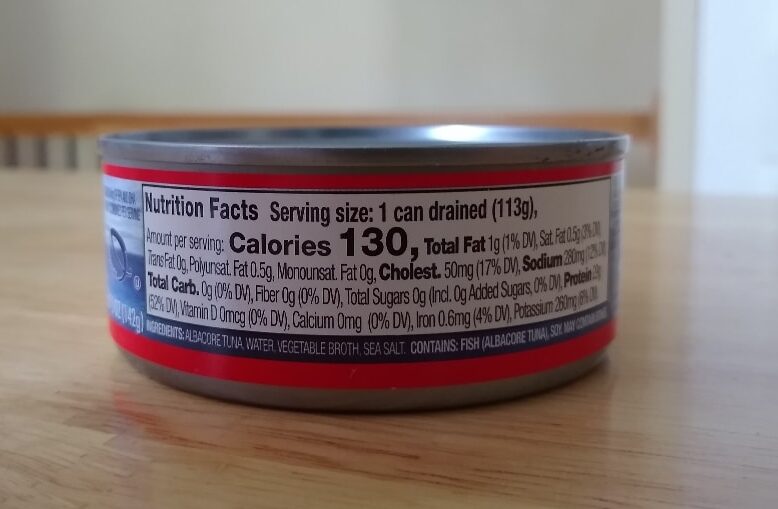 Nutrition Facts Serving size: 1 can drained (113g),
Amount per serving: Calories 130, Total Fat 1g (1% DV), Sat. Fat 0.5g (3% DV),
Trans Fat 0g, Polyunsat. Fat 0.5g, Monounsat. Fat 0g, Cholest. 50mg (17% DV), Sodium 280mg (12% DV),
Total Carb. 0g (0% DV), Fiber 0g (0% DV), Total Sugars 0g (Incl. 0g Added Sugars, 0% DV), Protein
(52% DV), Vitamin D 0mcg (0% DV), Calcium 0mg (0% DV), Iron 0.6mg (4% DV), Potassium 260mg (6% DV).
(142g)
INGREDIENTS: ALBACORE TUNA, WATER, VEGETABLE BROTH, SEA SALT. CONTAINS: FISH (ALBACORE TUNA), SOY. MAY CONTAIN